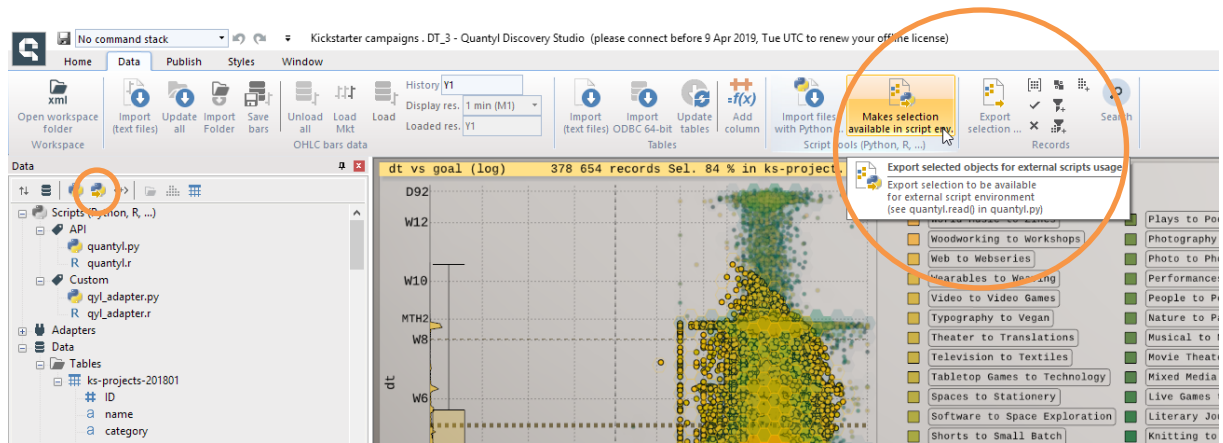 No command stack
Kickstarter campaigns . DT_3 - Quantyl Discovery Studio (please connect before 9 Apr 2019, Tue UTC to renew your offline license)
Home Data Publish Styles Window
xml
Open workspace
folder
Workspace
Import
(text files)
Update
all
Import
Folder
Save
bars
Unload
all
Load
Mkt
Load
History Y1
Display res. 1 min (M1)
Loaded res. Y1
OHLC bars data
Import
(text files)
Import
ODBC 64-bit
Update
tables
=f(x)
Add
column
Tables
Import files
with Python ...
Makes selection
available in script env.
Script tools (Python, R, ...)
Export
selection ...
Records
Search
Export selected objects for external scripts usage
Export selection to be available
for external script environment
(see quantyl.read() in quantyl.py)
Data
Scripts (Python, R, ...)
API
quantyl.py
R quantyl.r
Custom
qyl_adapter.py
R qyl_adapter.r
Adapters
Data
Tables
ks-projects-201801
# ID
a name
a category
dt vs goal (log) 378 654 records Sel. 84 % in ks-project.
D92
W12
W10
MTH2
W8
W6
dt
Woodworking to Workshops
Web to Webseries
Wearables to Weaving
Video to Video Games
Typography to Vegan
Theater to Translations
Television to Textiles
Tabletop Games to Technology
Spaces to Stationery
Software to Space Exploration
Shorts to Small Batch
Plays to
Photography
Photo to
Performances
People to
Nature to
Musical to
Movie
Mixed Media
Live Games
Literary
Knitting to